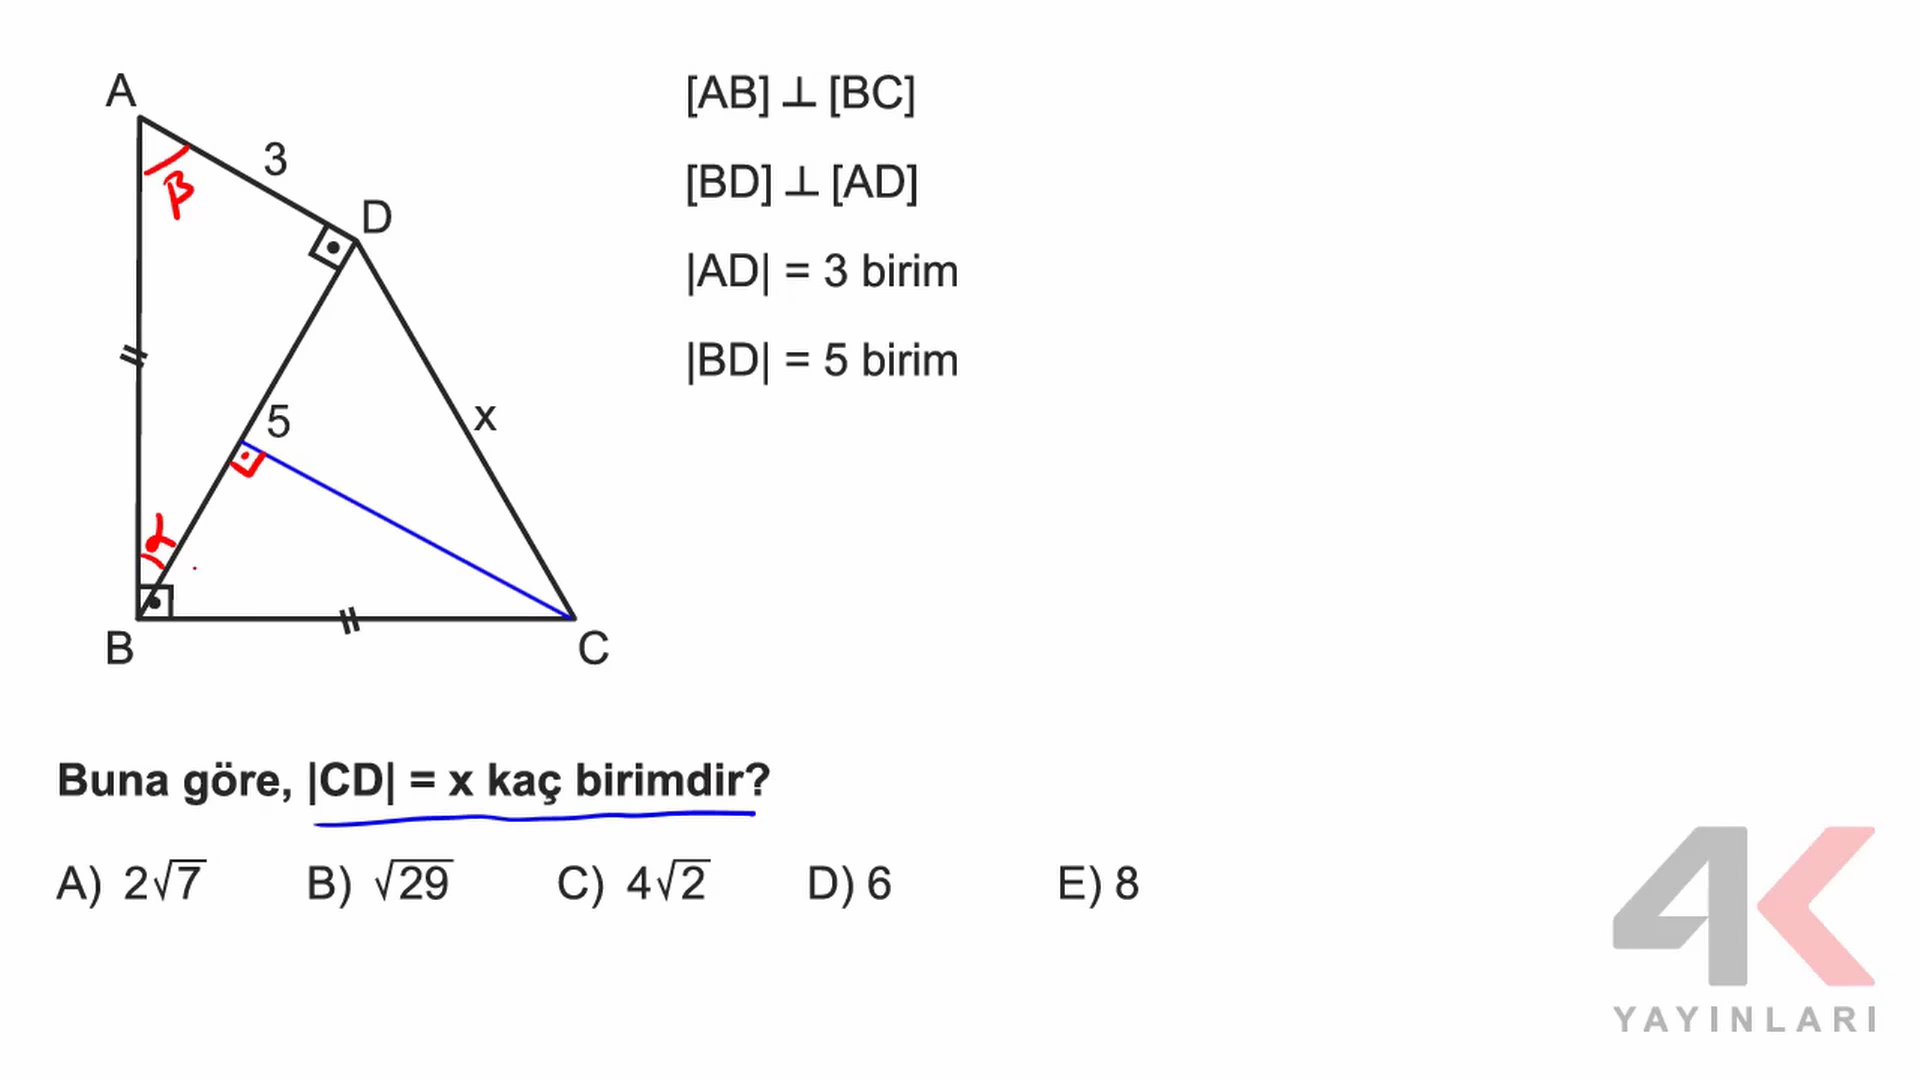 A
3
β
D
[AB] ⊥ [BC]
[BD] ⊥ [AD]
|AD| = 3 birim
|BD| = 5 birim
5
x
α
B
C
Buna göre, |CD| = x kaç birimdir?
A) 2√7 B) √29 C) 4√2 D) 6 E) 8
4K
YAYINLARI